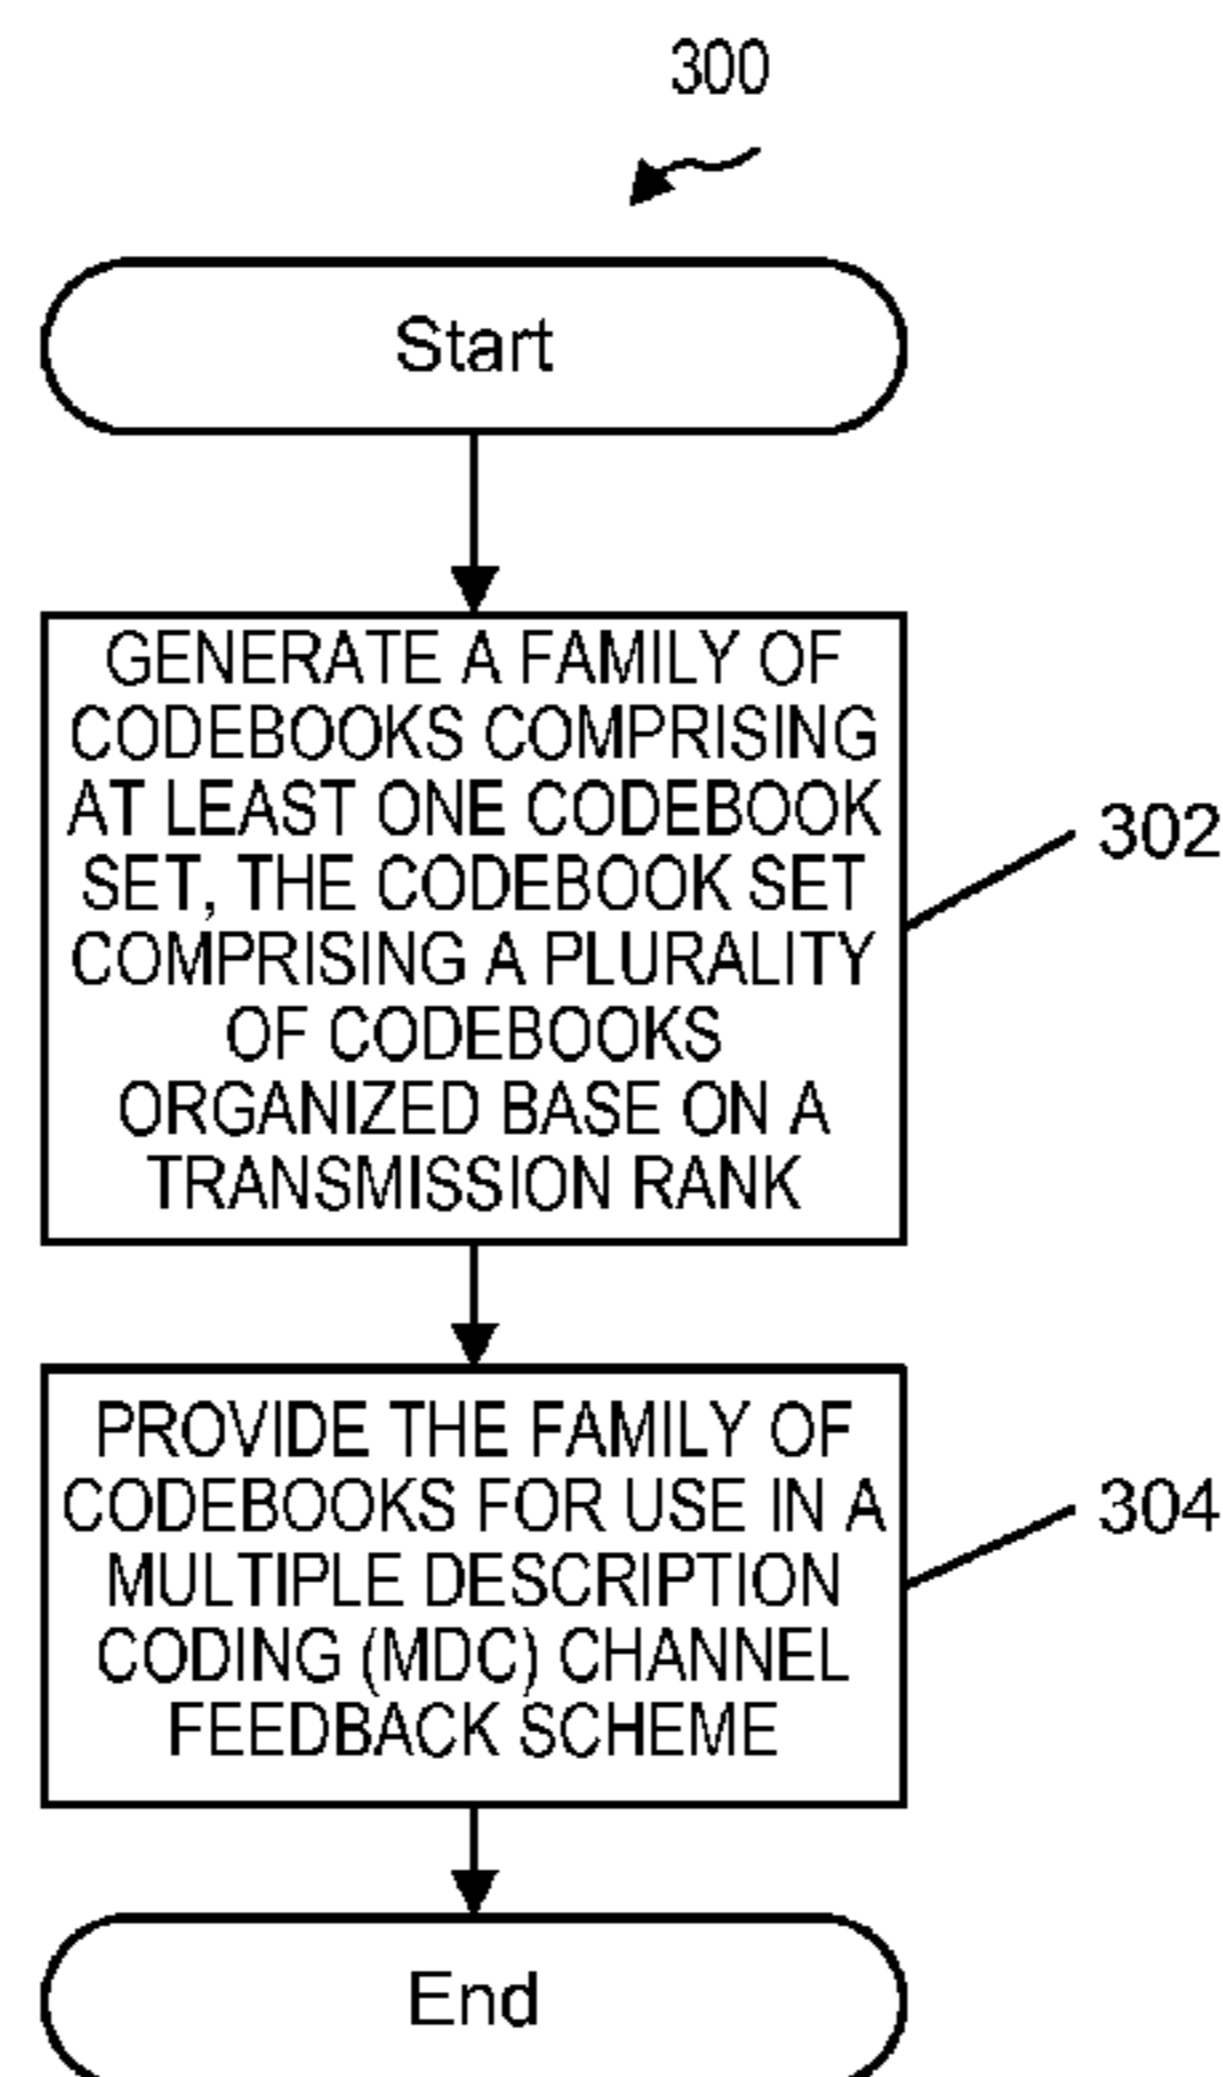 300
Start
GENERATE A FAMILY OF
CODEBOOKS COMPRISING
AT LEAST ONE CODEBOOK
SET, THE CODEBOOK SET
COMPRISING A PLURALITY
OF CODEBOOKS
ORGANIZED BASE ON A
TRANSMISSION RANK
302
PROVIDE THE FAMILY OF
CODEBOOKS FOR USE IN A
MULTIPLE DESCRIPTION
CODING (MDC) CHANNEL
FEEDBACK SCHEME
304
End